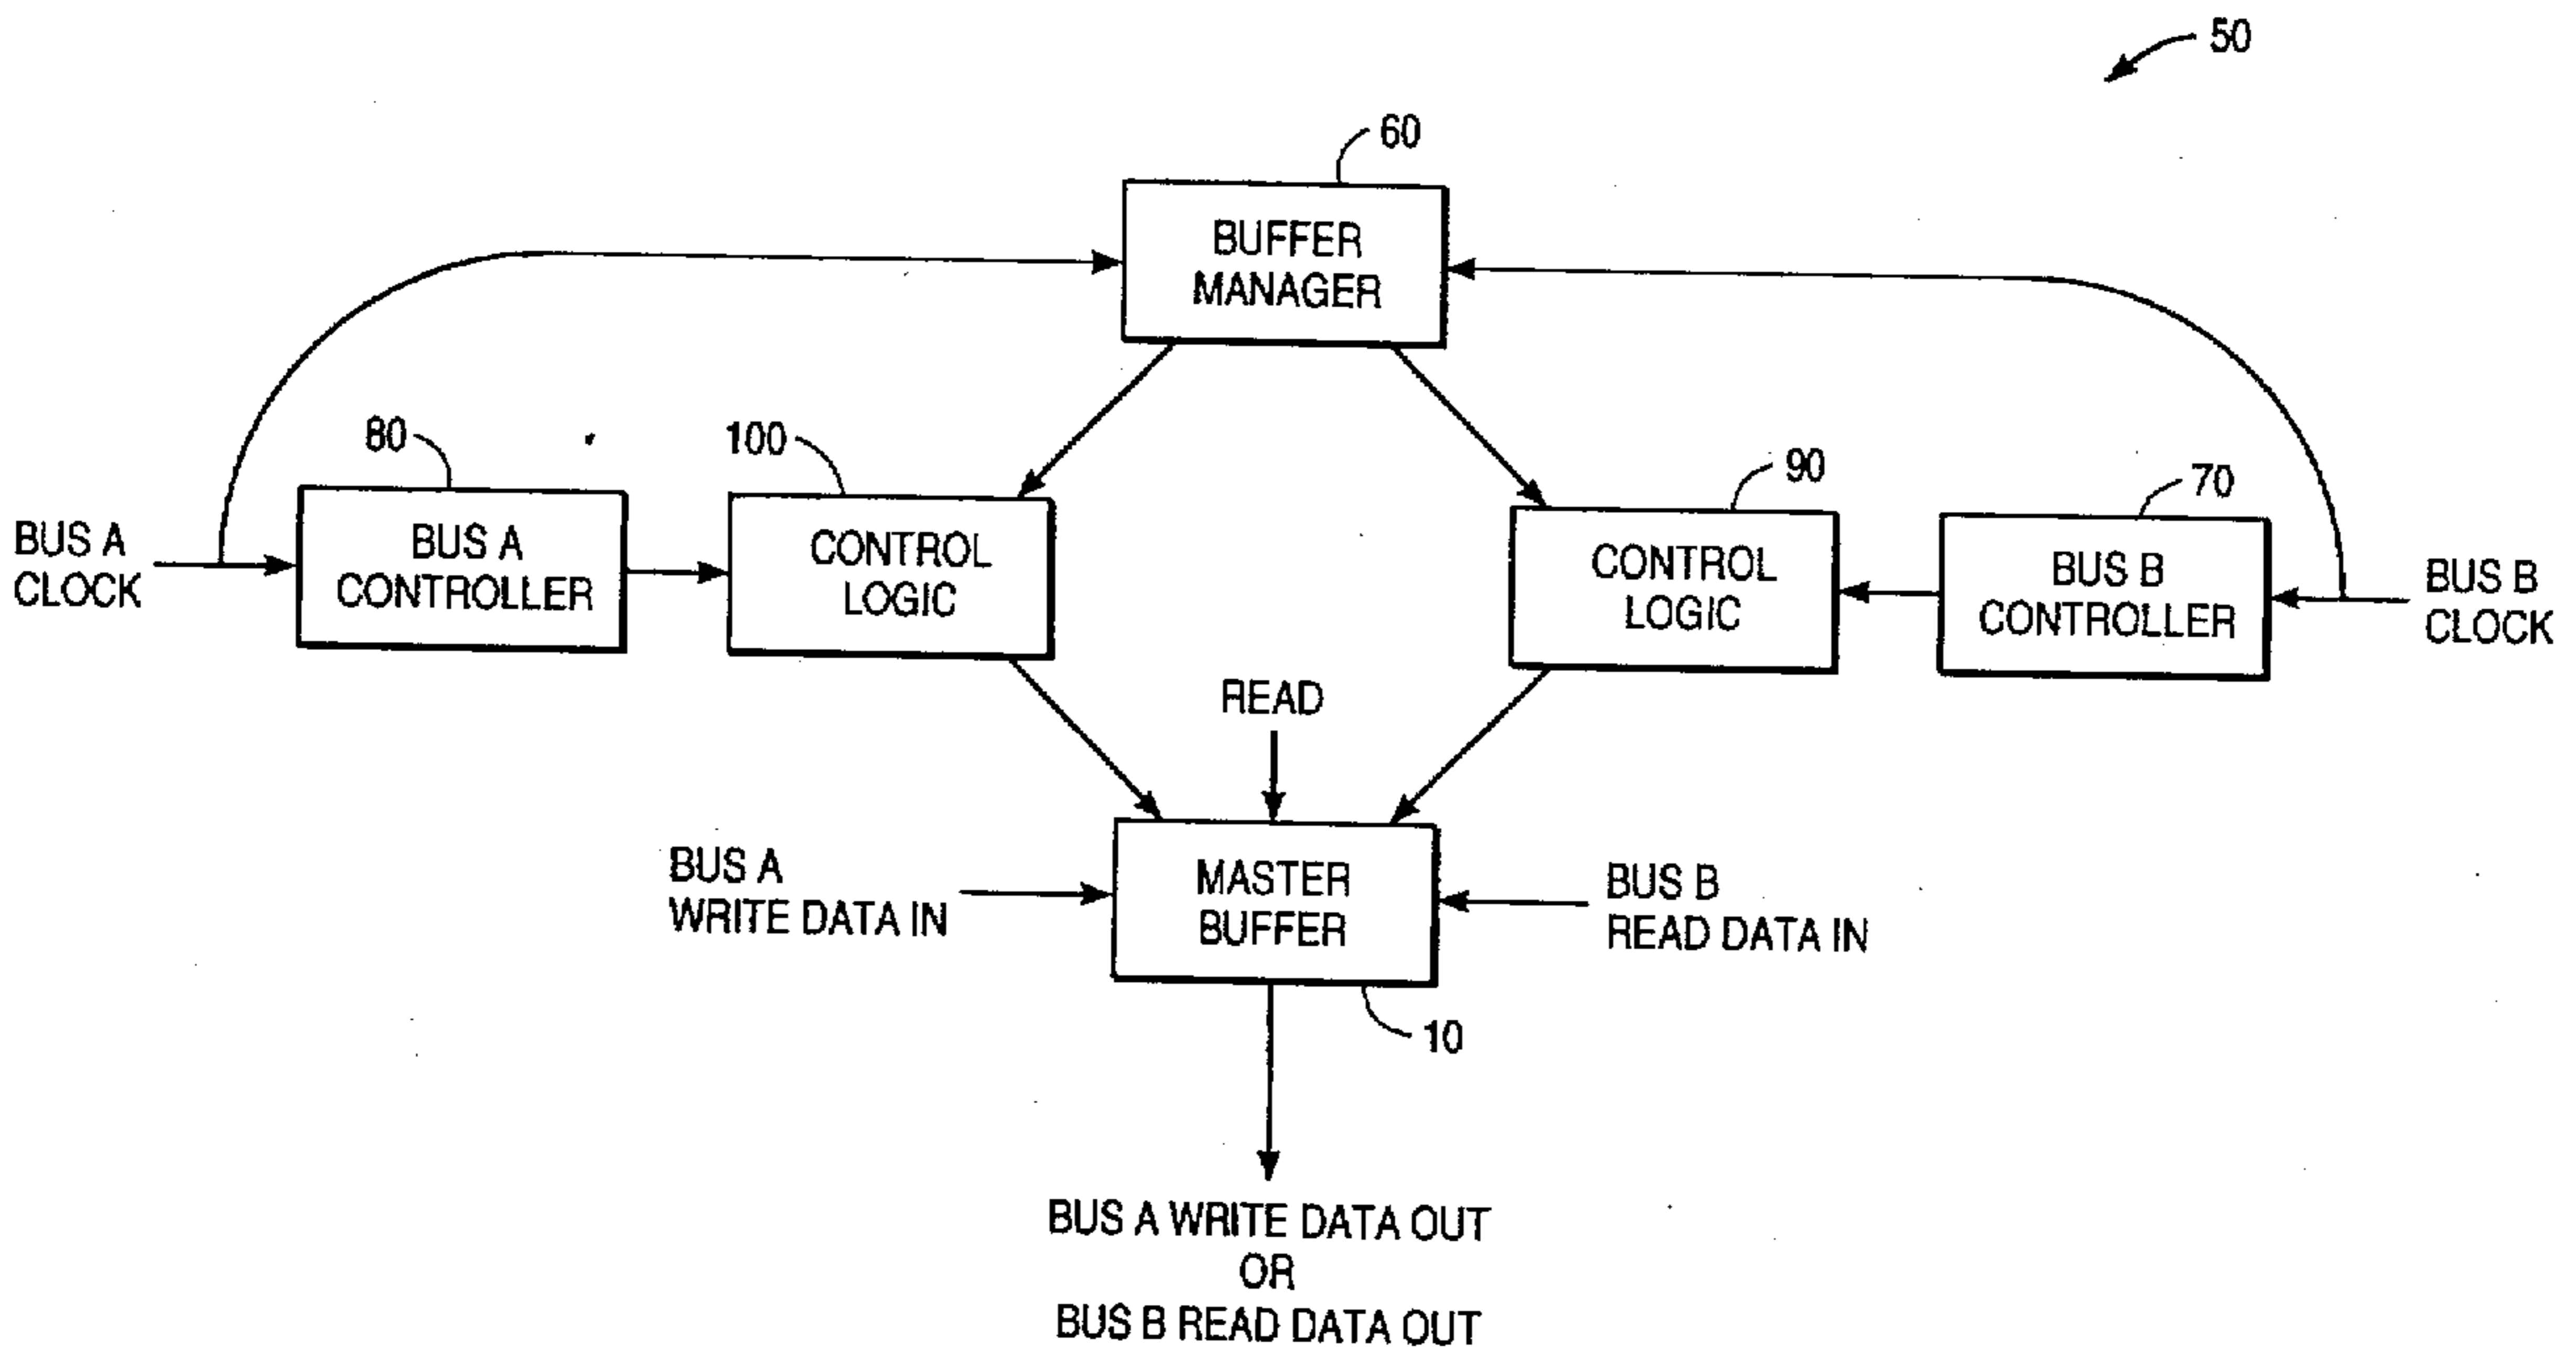 50
60
BUFFER
MANAGER
80
100
90
70
BUS A
CLOCK
BUS A
CONTROLLER
CONTROL
LOGIC
CONTROL
LOGIC
BUS B
CONTROLLER
BUS B
CLOCK
READ
BUS A
WRITE DATA IN
MASTER
BUFFER
BUS B
READ DATA IN
10
BUS A WRITE DATA OUT
OR
BUS B READ DATA OUT